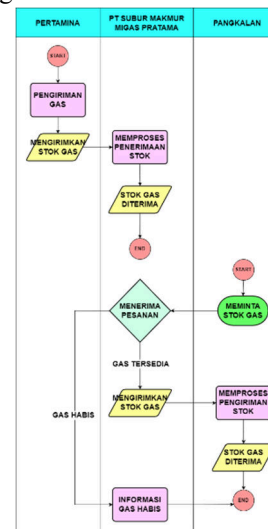 g
PERTAMINA
PT SUBUR MAKMUR
MIGAS PRATAMA
PANGKALAN
START
PENGIRIMAN
GAS
MENGIRIMKAN
STOK GAS
MEMPROSES
PENERIMAAN
STOK
STOK GAS
DITERIMA
END
START
MENERIMA
PESANAN
MEMINTA
STOK GAS
GAS TERSEDIA
GAS HABIS
MENGIRIMKAN
STOK GAS
MEMPROSES
PENGIRIMAN
STOK
STOK GAS
DITERIMA
INFORMASI
GAS HABIS
END